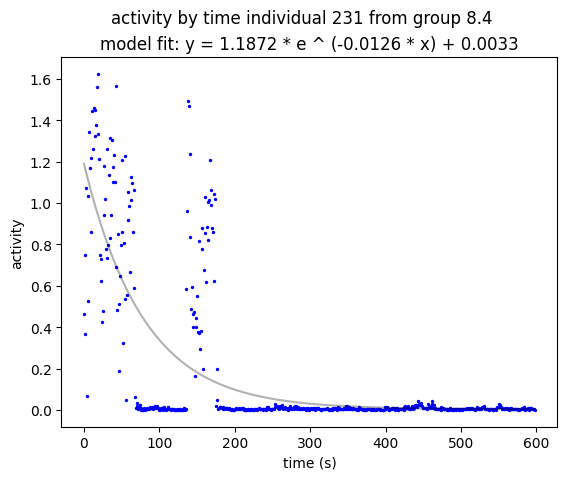 activity by time individual 231 from group 8.4
model fit: y = 1.1872 * e ^ (-0.0126 * x) + 0.0033
1.6
1.4
1.2
1.0
0.8
0.6
0.4
0.2
0.0
activity
0 100 200 300 400 500 600
time (s)